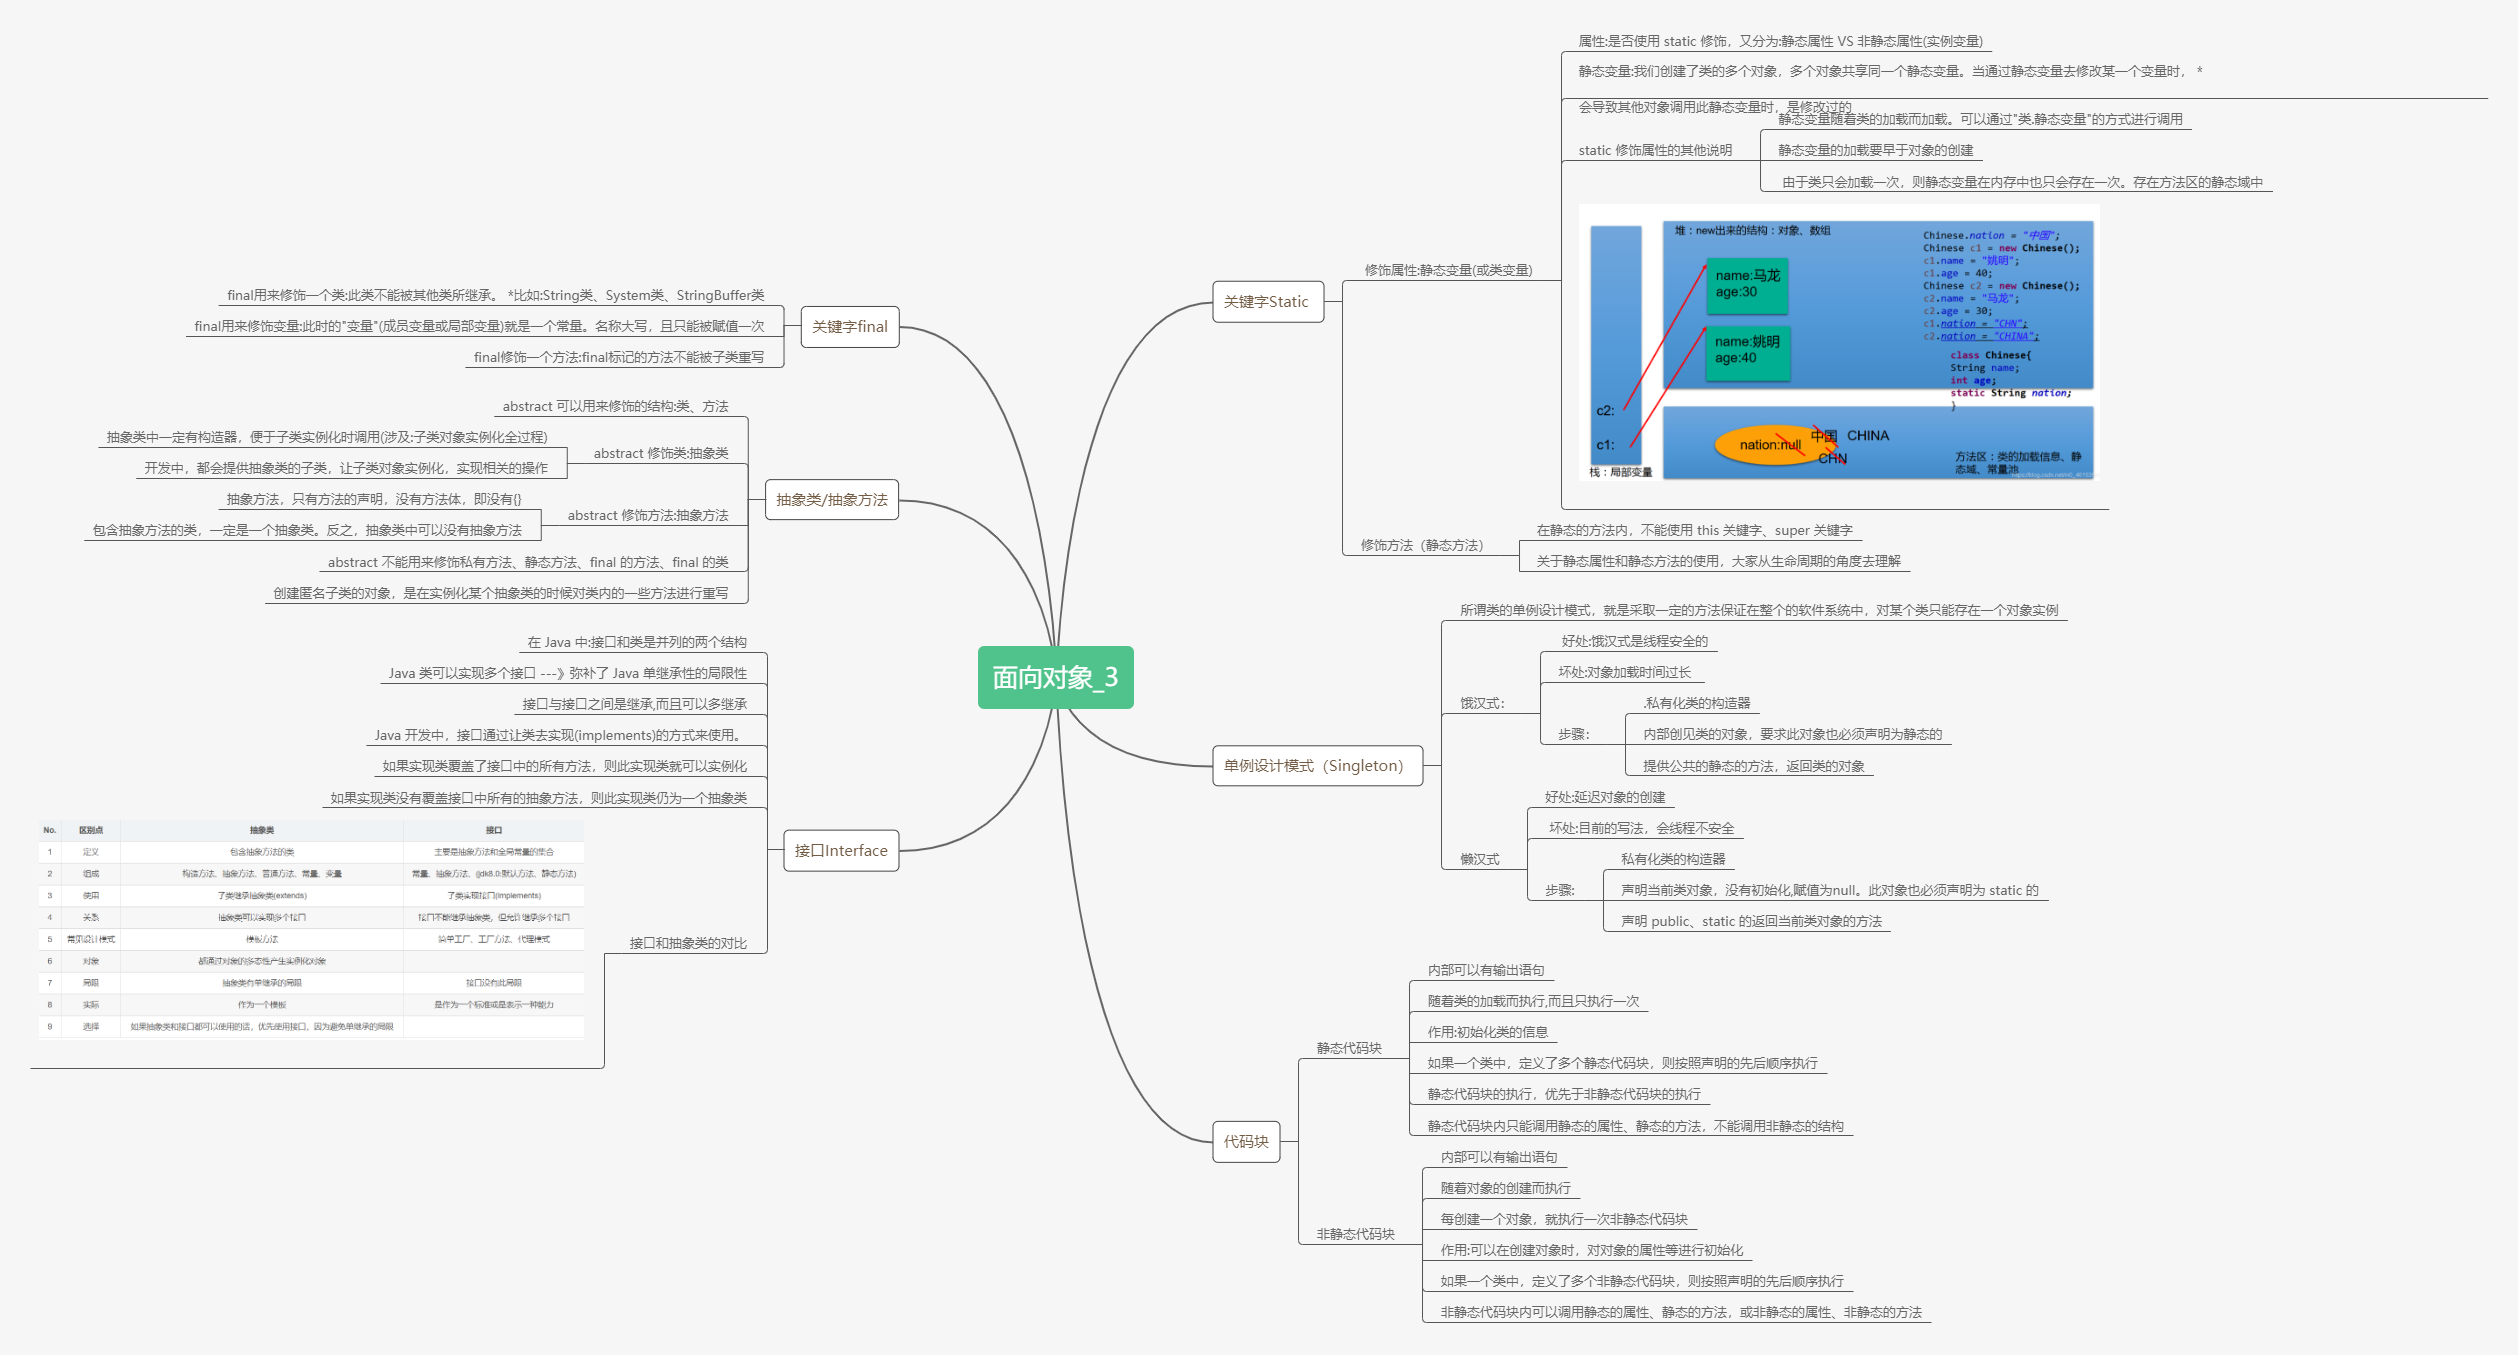 面向对象_3
关键字Static
修饰属性:静态变量(或类变量)
属性:是否使用 static 修饰，又分为:静态属性 VS 非静态属性(实例变量)
静态变量:我们创建了类的多个对象，多个对象共享同一个静态变量。当通过静态变量去修改某一个变量时， *
会导致其他对象调用此静态变量时，是修改过的
static 修饰属性的其他说明
静态变量随着类的加载而加载。可以通过"类.静态变量"的方式进行调用
静态变量的加载要早于对象的创建
由于类只会加载一次，则静态变量在内存中也只会存在一次。存在方法区的静态域中
堆：new出来的结构：对象、数组
name:马龙
age:30
name:姚明
age:40
c2:
c1:
栈：局部变量
Chinese.nation = "中国";
Chinese c1 = new Chinese();
c1.name = "姚明";
c1.age = 40;
Chinese c2 = new Chinese();
c2.name = "马龙";
c2.age = 30;
c1.nation = "CHN";
c2.nation = "CHINA";
class Chinese{
String name;
int age;
static String nation;
}
nation:null
中国 CHINA
CHN
方法区：类的加载信息、静
态域、常量池
修饰方法（静态方法）
在静态的方法内，不能使用 this 关键字、super 关键字
关于静态属性和静态方法的使用，大家从生命周期的角度去理解
单例设计模式（Singleton）
所谓类的单例设计模式，就是采取一定的方法保证在整个的软件系统中，对某个类只能存在一个对象实例
饿汉式：
好处:饿汉式是线程安全的
坏处:对象加载时间过长
步骤：
.私有化类的构造器
内部创见类的对象，要求此对象也必须声明为静态的
提供公共的静态的方法，返回类的对象
懒汉式
好处:延迟对象的创建
坏处:目前的写法，会线程不安全
步骤:
私有化类的构造器
声明当前类对象，没有初始化,赋值为null。此对象也必须声明为 static 的
声明 public、static 的返回当前类对象的方法
代码块
静态代码块
内部可以有输出语句
随着类的加载而执行,而且只执行一次
作用:初始化类的信息
如果一个类中，定义了多个静态代码块，则按照声明的先后顺序执行
静态代码块的执行，优先于非静态代码块的执行
静态代码块内只能调用静态的属性、静态的方法，不能调用非静态的结构
非静态代码块
内部可以有输出语句
随着对象的创建而执行
每创建一个对象，就执行一次非静态代码块
作用:可以在创建对象时，对对象的属性等进行初始化
如果一个类中，定义了多个非静态代码块，则按照声明的先后顺序执行
非静态代码块内可以调用静态的属性、静态的方法，或非静态的属性、非静态的方法
关键字final
final用来修饰一个类:此类不能被其他类所继承。 *比如:String类、System类、StringBuffer类
final用来修饰变量:此时的"变量"(成员变量或局部变量)就是一个常量。名称大写，且只能被赋值一次
final修饰一个方法:final标记的方法不能被子类重写
抽象类/抽象方法
abstract 可以用来修饰的结构:类、方法
abstract 修饰类:抽象类
抽象类中一定有构造器，便于子类实例化时调用(涉及:子类对象实例化全过程)
开发中，都会提供抽象类的子类，让子类对象实例化，实现相关的操作
abstract 修饰方法:抽象方法
抽象方法，只有方法的声明，没有方法体，即没有{}
包含抽象方法的类，一定是一个抽象类。反之，抽象类中可以没有抽象方法
abstract 不能用来修饰私有方法、静态方法、final 的方法、final 的类
创建匿名子类的对象，是在实例化某个抽象类的时候对类内的一些方法进行重写
接口Interface
在 Java 中:接口和类是并列的两个结构
Java 类可以实现多个接口 ---》弥补了 Java 单继承性的局限性
接口与接口之间是继承,而且可以多继承
Java 开发中，接口通过让类去实现(implements)的方式来使用。
如果实现类覆盖了接口中的所有方法，则此实现类就可以实例化
如果实现类没有覆盖接口中所有的抽象方法，则此实现类仍为一个抽象类
接口和抽象类的对比
No. 区别点 抽象类 接口
1 定义 包含抽象方法的类 主要是抽象方法和全局常量的集合
2 组成 构造方法、抽象方法、普通方法、常量、变量 常量、抽象方法、(jdk8.0:默认方法、静态方法)
3 使用 子类继承抽象类(extends) 子类实现接口(implements)
4 关系 抽象类可以实现多个接口 接口不能继承抽象类，但允许继承多个接口
5 常见设计模式 模板方法 简单工厂、工厂方法、代理模式
6 对象 都通过对象的多态性产生实例化对象
7 局限 抽象类有单继承的局限 接口没有此局限
8 实际 作为一个模板 是作为一个标准或是表示一种能力
9 选择 如果抽象类和接口都可以使用的话，优先使用接口，因为避免单继承的局限